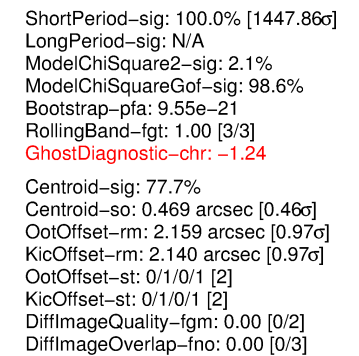 ShortPeriod−sig: 100.0% [1447.86σ]
LongPeriod−sig: N/A
ModelChiSquare2−sig: 2.1%
ModelChiSquareGof−sig: 98.6%
Bootstrap−pfa: 9.55e−21
RollingBand−fgt: 1.00 [3/3]
GhostDiagnostic−chr: −1.24
Centroid−sig: 77.7%
Centroid−so: 0.469 arcsec [0.46σ]
OotOffset−rm: 2.159 arcsec [0.97σ]
KicOffset−rm: 2.140 arcsec [0.97σ]
OotOffset−st: 0/1/0/1 [2]
KicOffset−st: 0/1/0/1 [2]
DiffImageQuality−fgm: 0.00 [0/2]
DiffImageOverlap−fno: 0.00 [0/3]